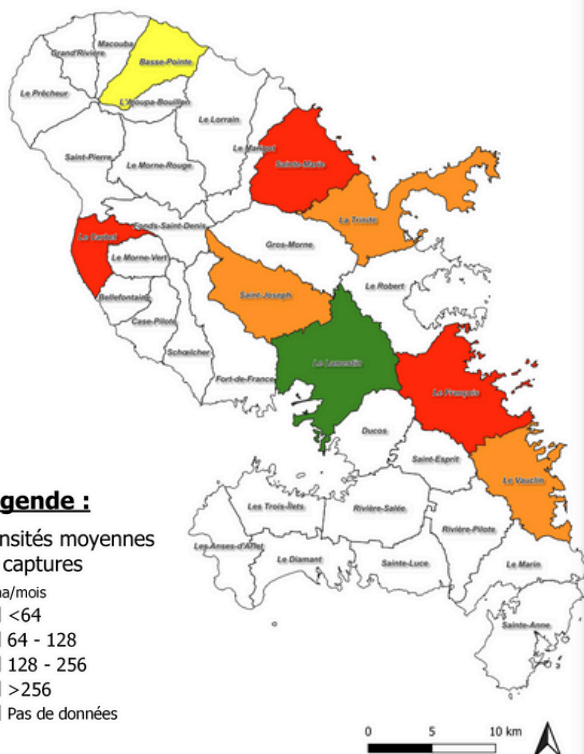 Macouba
Grand'Rivière
Basse-Pointe
Le Prêcheur
L'Ajoupa-Bouillon
Le Lorrain
Le Marigot
Saint-Pierre
Le Morne-Rouge
Sainte-Marie
La Trinité
Fonds-Saint-Denis
Le Carbet
Gros-Morne
Le Morne-Vert
Le Robert
Bellefontaine
Saint-Joseph
Case-Pilote
Schœlcher
Le Lamentin
Fort-de-France
Le François
Ducos
Saint-Esprit
Le Vauclin
Les Trois-Îlets
Rivière-Salée
Rivière-Pilote
Les Anses-d'Arlet
Le Diamant
Sainte-Luce
Le Marin
Sainte-Anne
gende :
nsités moyennes
captures
na/mois
<64
64 - 128
128 - 256
>256
Pas de données
0 5 10 km